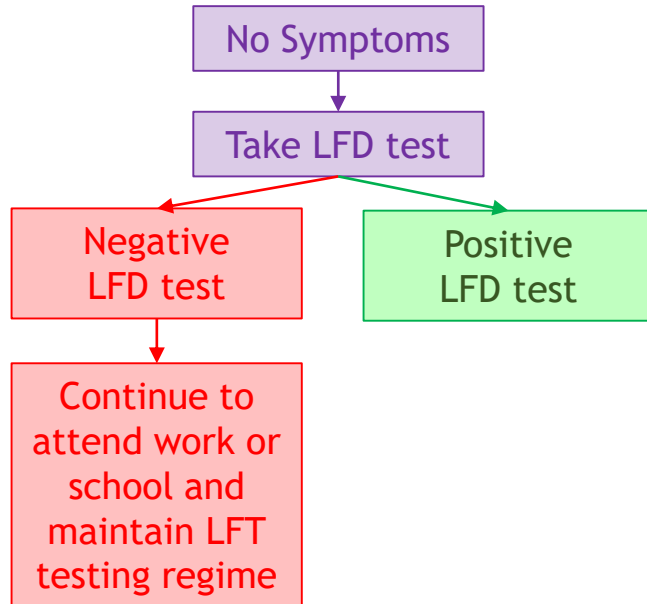 No Symptoms
Take LFD test
Negative
LFD test
Positive
LFD test
Continue to
attend work or
school and
maintain LFT
testing regime